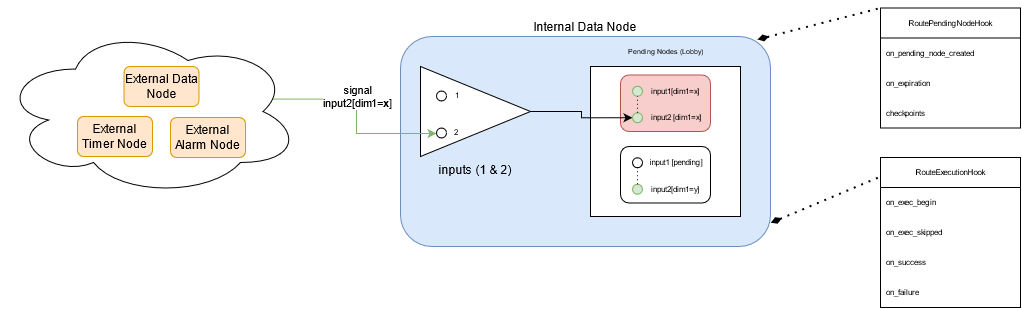 Internal Data Node
External Data
Node
External
Timer Node
External
Alarm Node
signal
input2[dim1=x]
1
2
inputs (1 & 2)
Pending Nodes (Lobby)
input1[dim1=x]
input2 [dim1=x]
input1 [pending]
input2[dim1=y]
RoutePendingNodeHook
on_pending_node_created
on_expiration
checkpoints
RouteExecutionHook
on_exec_begin
on_exec_skipped
on_success
on_failure